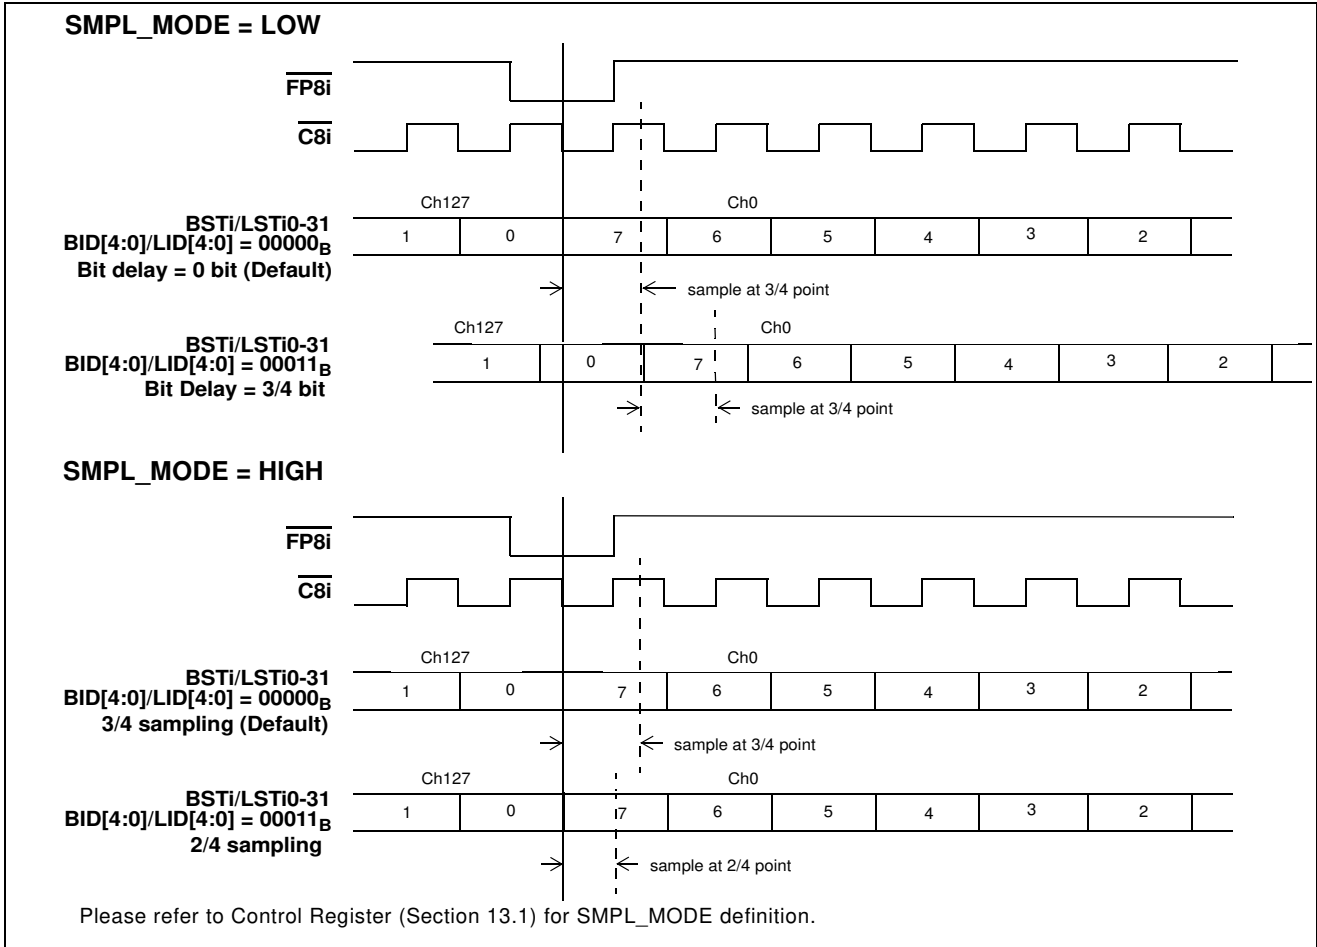 SMPL_MODE = LOW
FP8i
C8i
Ch127 Ch0
BSTi/LSTi0-31
BID[4:0]/LID[4:0] = 00000B
Bit delay = 0 bit (Default)
1 0 7 6 5 4 3 2
sample at 3/4 point
Ch127 Ch0
BSTi/LSTi0-31
BID[4:0]/LID[4:0] = 00011B
Bit Delay = 3/4 bit
1 0 7 6 5 4 3 2
sample at 3/4 point
SMPL_MODE = HIGH
FP8i
C8i
Ch127 Ch0
BSTi/LSTi0-31
BID[4:0]/LID[4:0] = 00000B
3/4 sampling (Default)
1 0 7 6 5 4 3 2
sample at 3/4 point
Ch127 Ch0
BSTi/LSTi0-31
BID[4:0]/LID[4:0] = 00011B
2/4 sampling
1 0 7 6 5 4 3 2
sample at 2/4 point
Please refer to Control Register (Section 13.1) for SMPL_MODE definition.